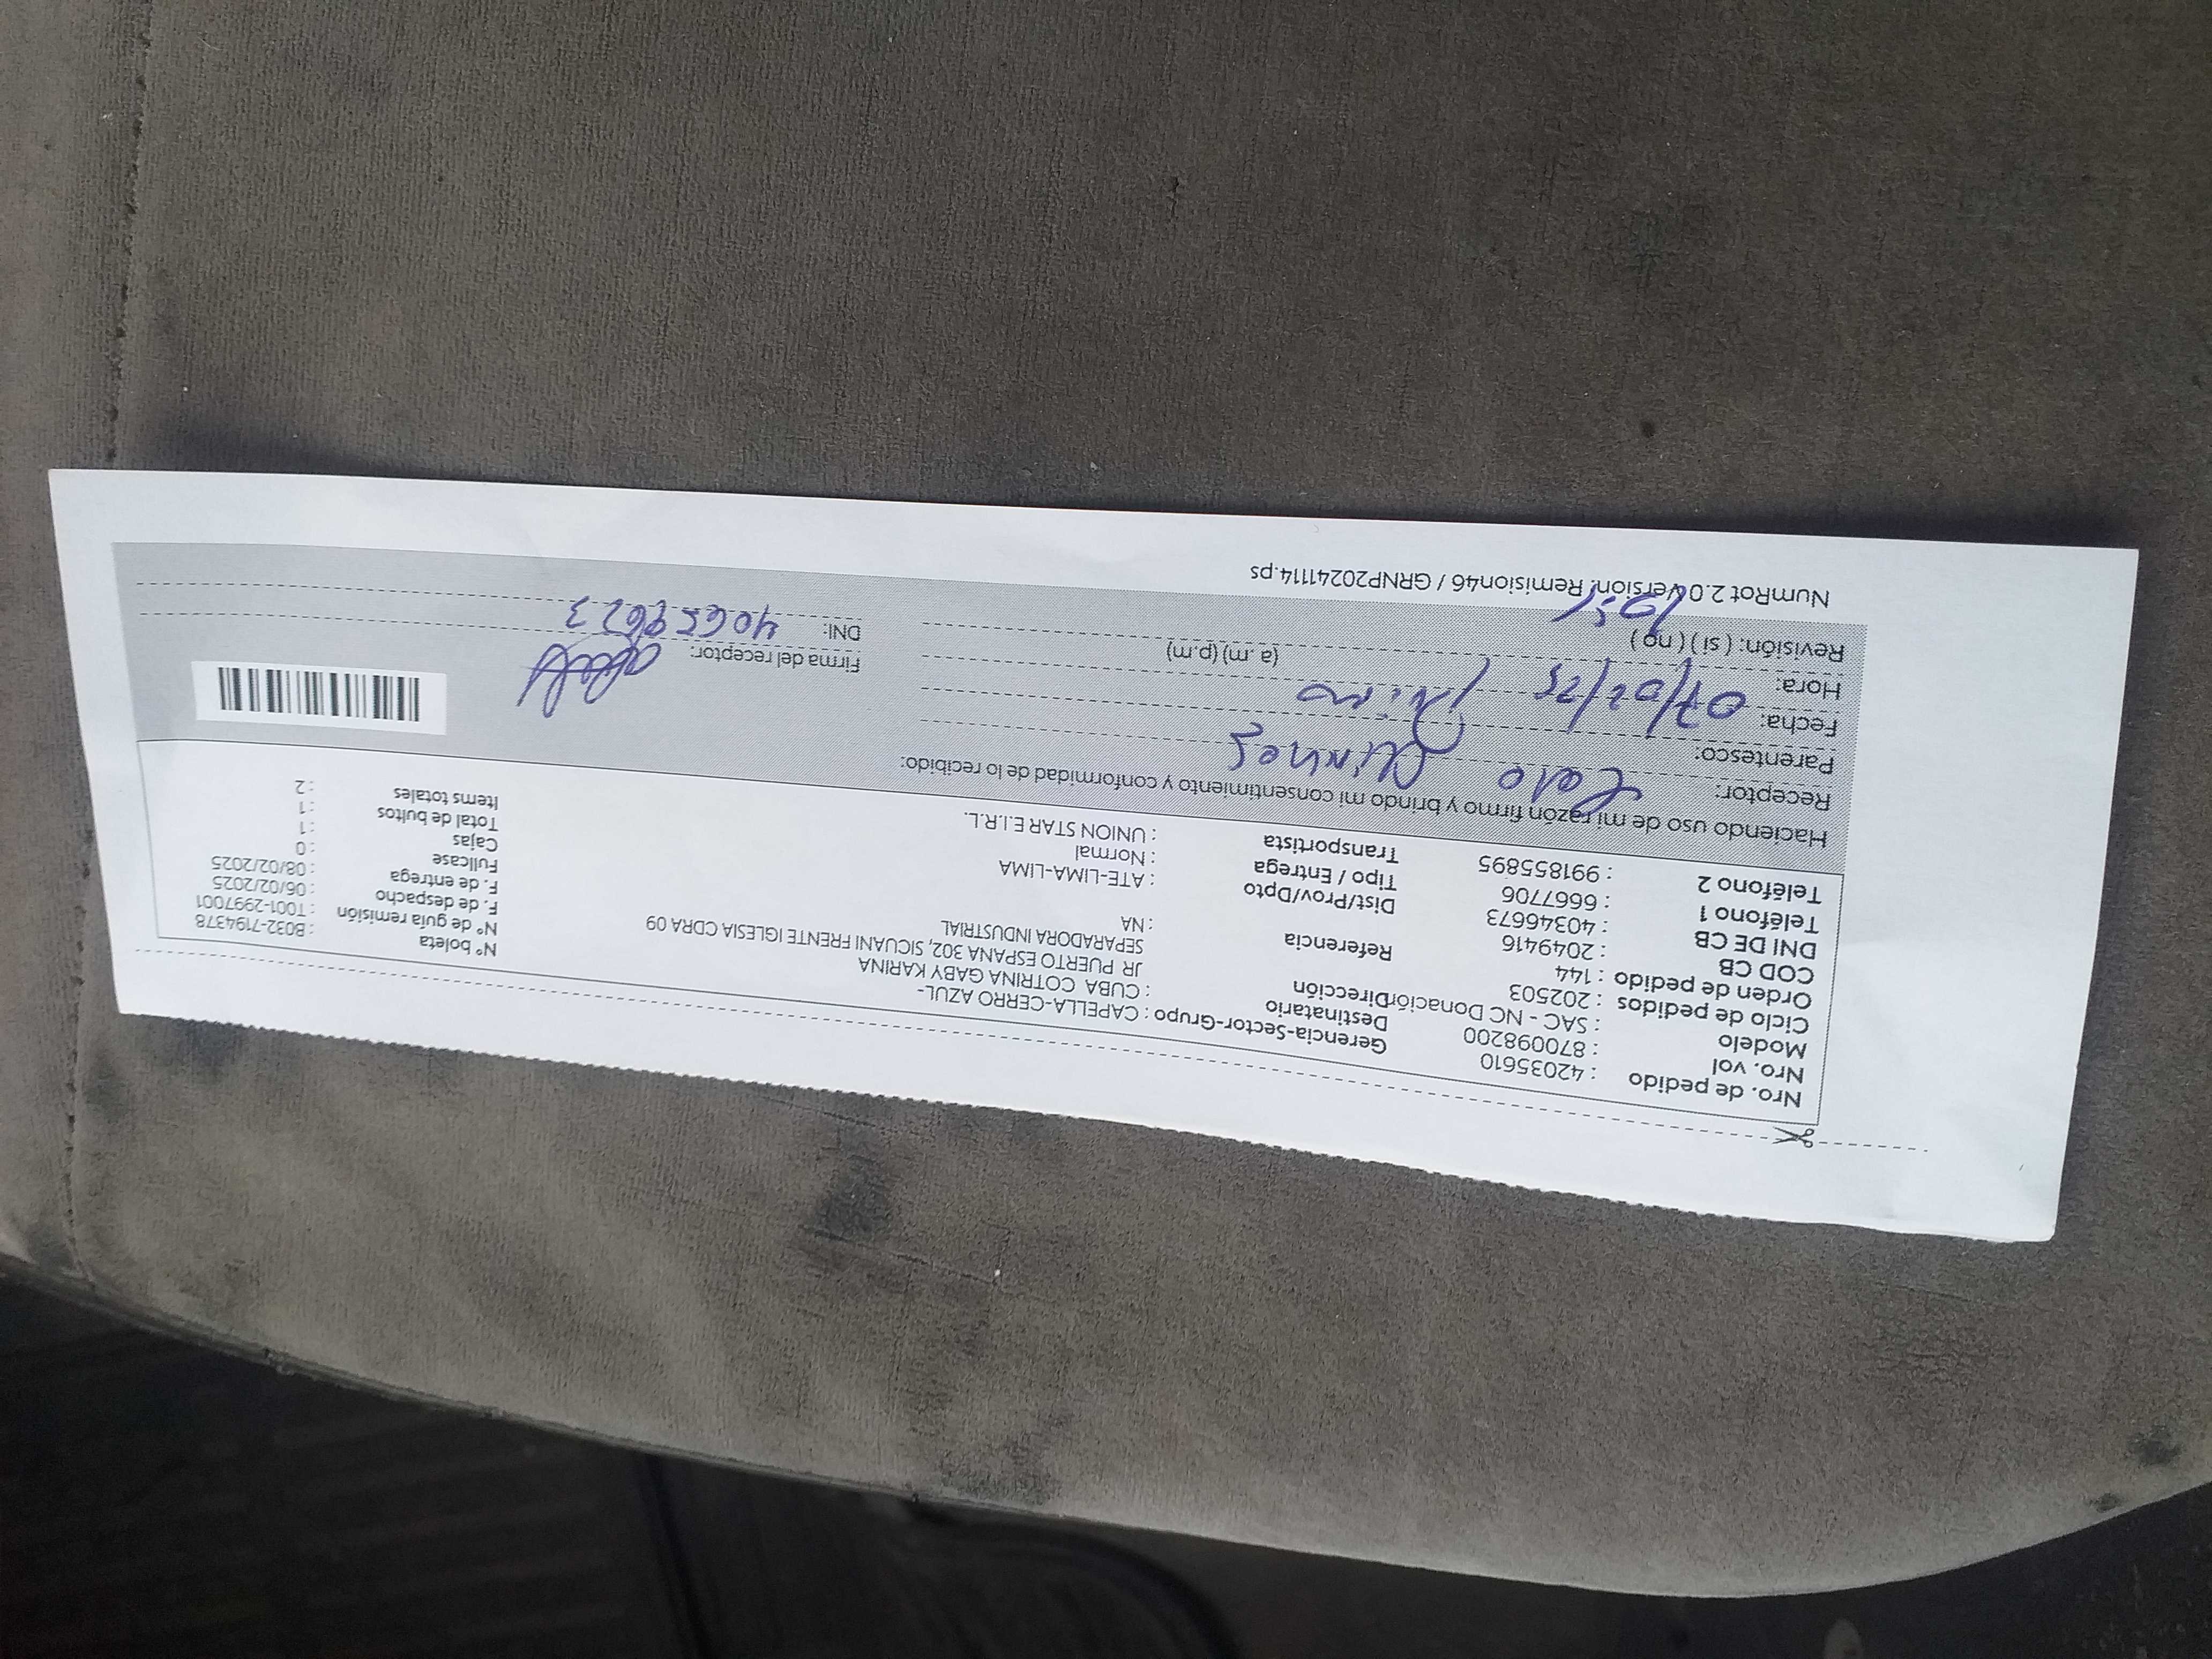 Nro. de pedido : 42035610
Nro. vol : 870098200
Modelo : SAC - NC Donación
Ciclo de pedidos : 202503
Orden de pedido : 144
COD CB : 2049416
DNI DE CB : 40346673
Teléfono 1 : 6667706
Teléfono 2 : 991855895
Gerencia-Sector-Grupo : CAPELLA-CERRO AZUL-
Destinatario : CUBA COTRINA GABY KARINA
Dirección JR PUERTO ESPANA 302, SICUANI FRENTE IGLESIA CDRA 09
SEPARADORA INDUSTRIAL
Referencia : NA
Dist/Prov/Dpto : ATE-LIMA-LIMA
Tipo / Entrega : Normal
Transportista : UNION STAR E.I.R.L.
N° boleta : B032-7194378
N° de guía remisión : T001-2997001
F. de despacho : 06/02/2025
F. de entrega : 08/02/2025
Fullcase : 0
Cajas : 1
Total de bultos : 1
Items totales : 2
Haciendo uso de mi razón firmo y brindo mi consentimiento y conformidad de lo recibido:
Receptor:
Parentesco:
Fecha: 07/02/25
Hora: (a.m) (p.m)
Revisión: ( si ) ( no )
Firma del receptor:
DNI: 40659623
NumRot 2.0 Version: Remision46 / GRNP20241114.ps